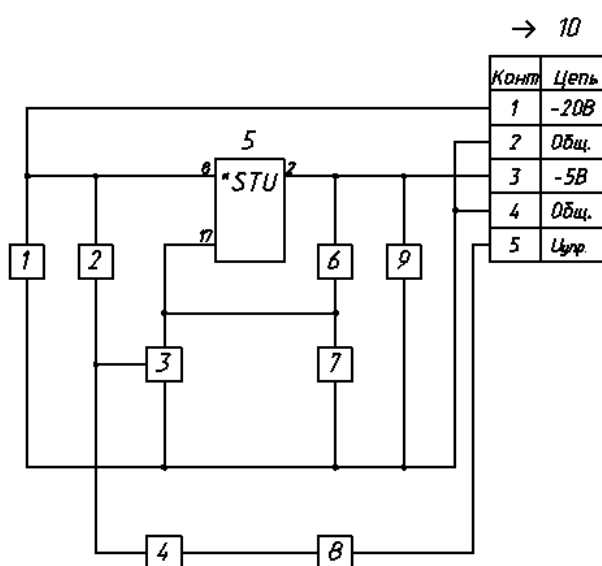 → 10
Конт Цепь
1 -20В
2 Общ.
3 -5В
4 Общ.
5 Uупр.
5
8 *STU 2
17
1
2
6
9
3
7
4
8